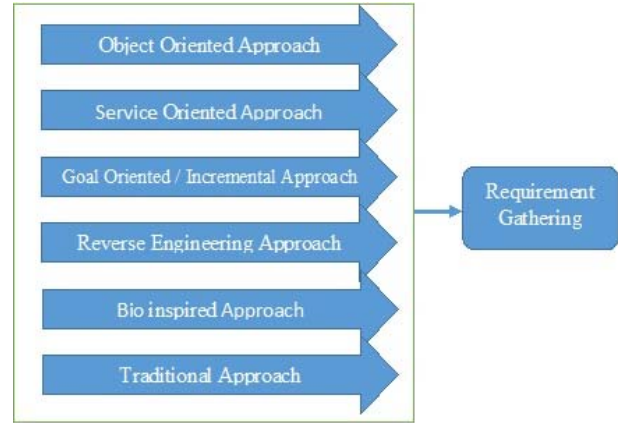 Object Oriented Approach
Service Oriented Approach
Goal Oriented / Incremental Approach
Reverse Engineering Approach
Bio inspired Approach
Traditional Approach
Requirement
Gathering